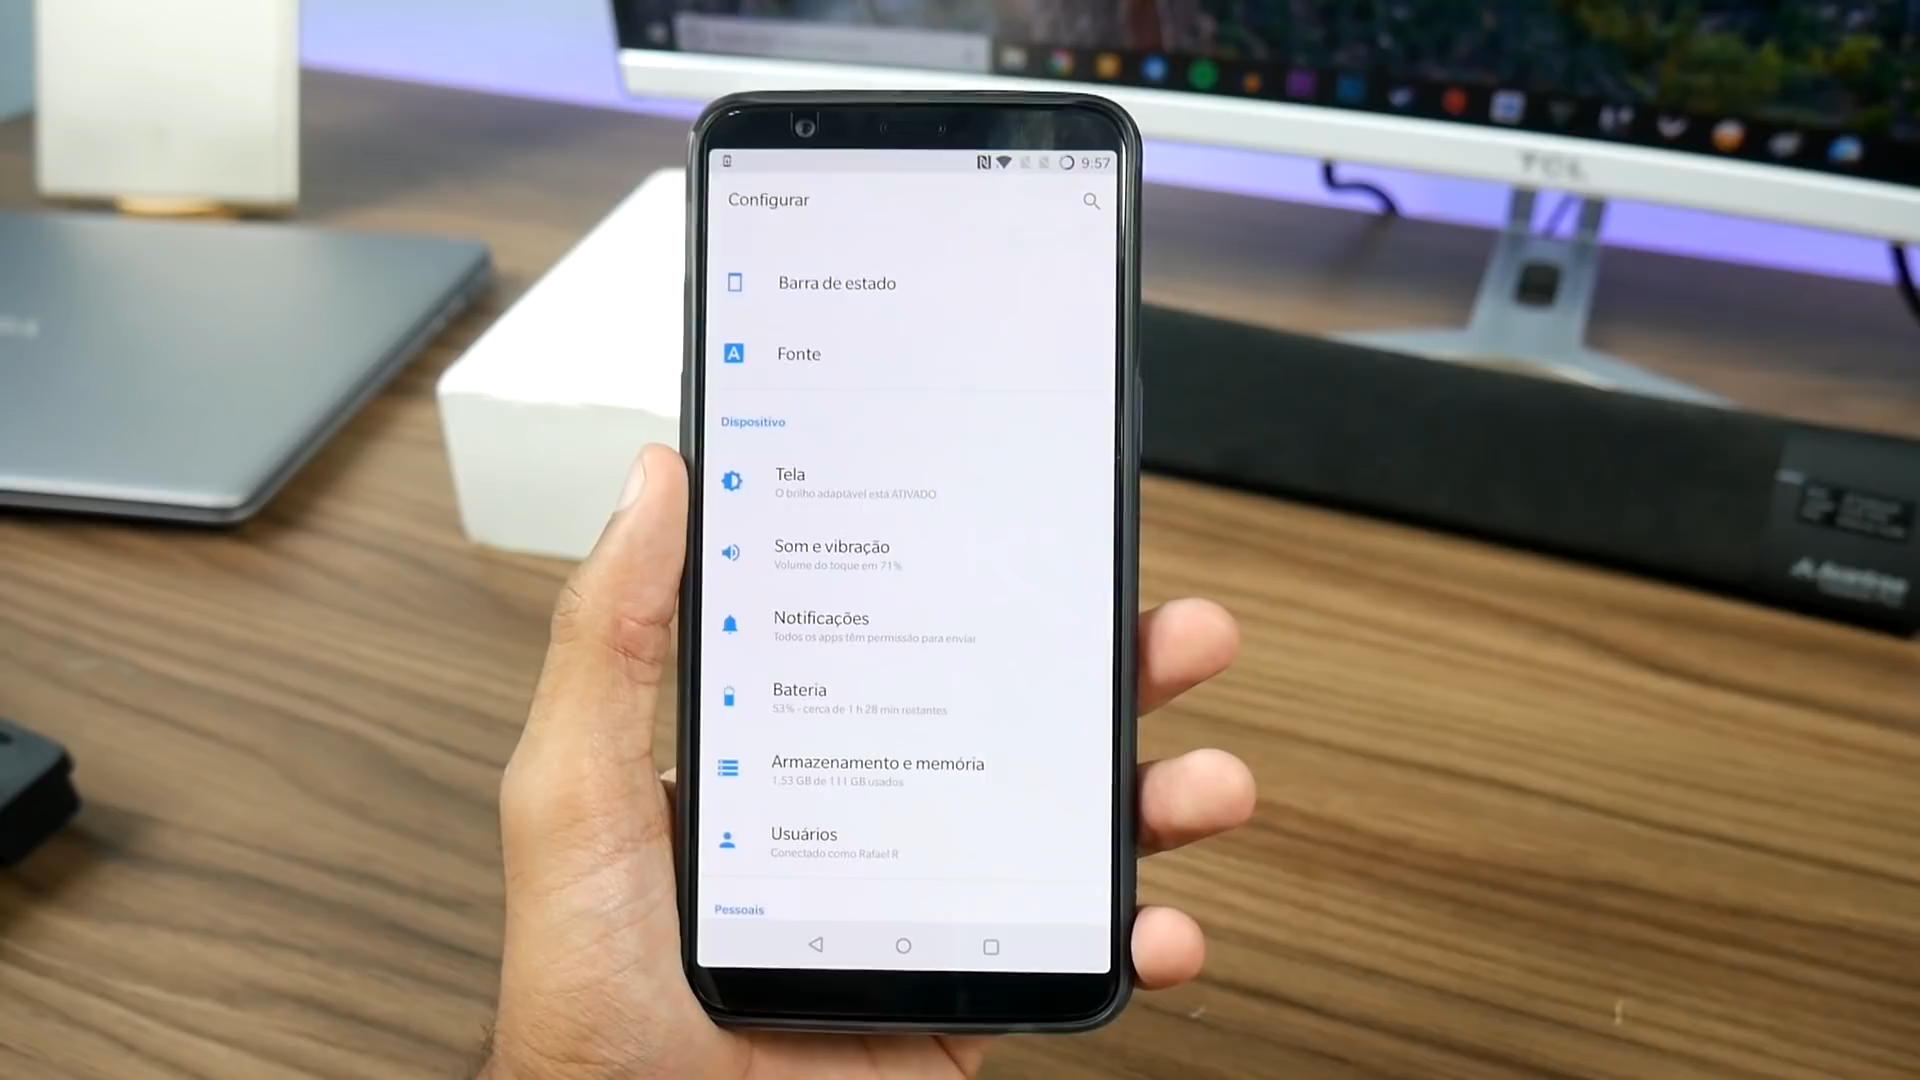 TCL
9:57
Configurar
Barra de estado
Fonte
Dispositivo
Tela
O brilho adaptável está ATIVADO
Som e vibração
Volume do toque em 71%
Notificações
Todos os apps têm permissão para enviar
Bateria
53% - cerca de 1 h 28 min restantes
Armazenamento e memória
1,53 GB de 111 GB usados
Usuários
Conectado como Rafael R
Pessoais